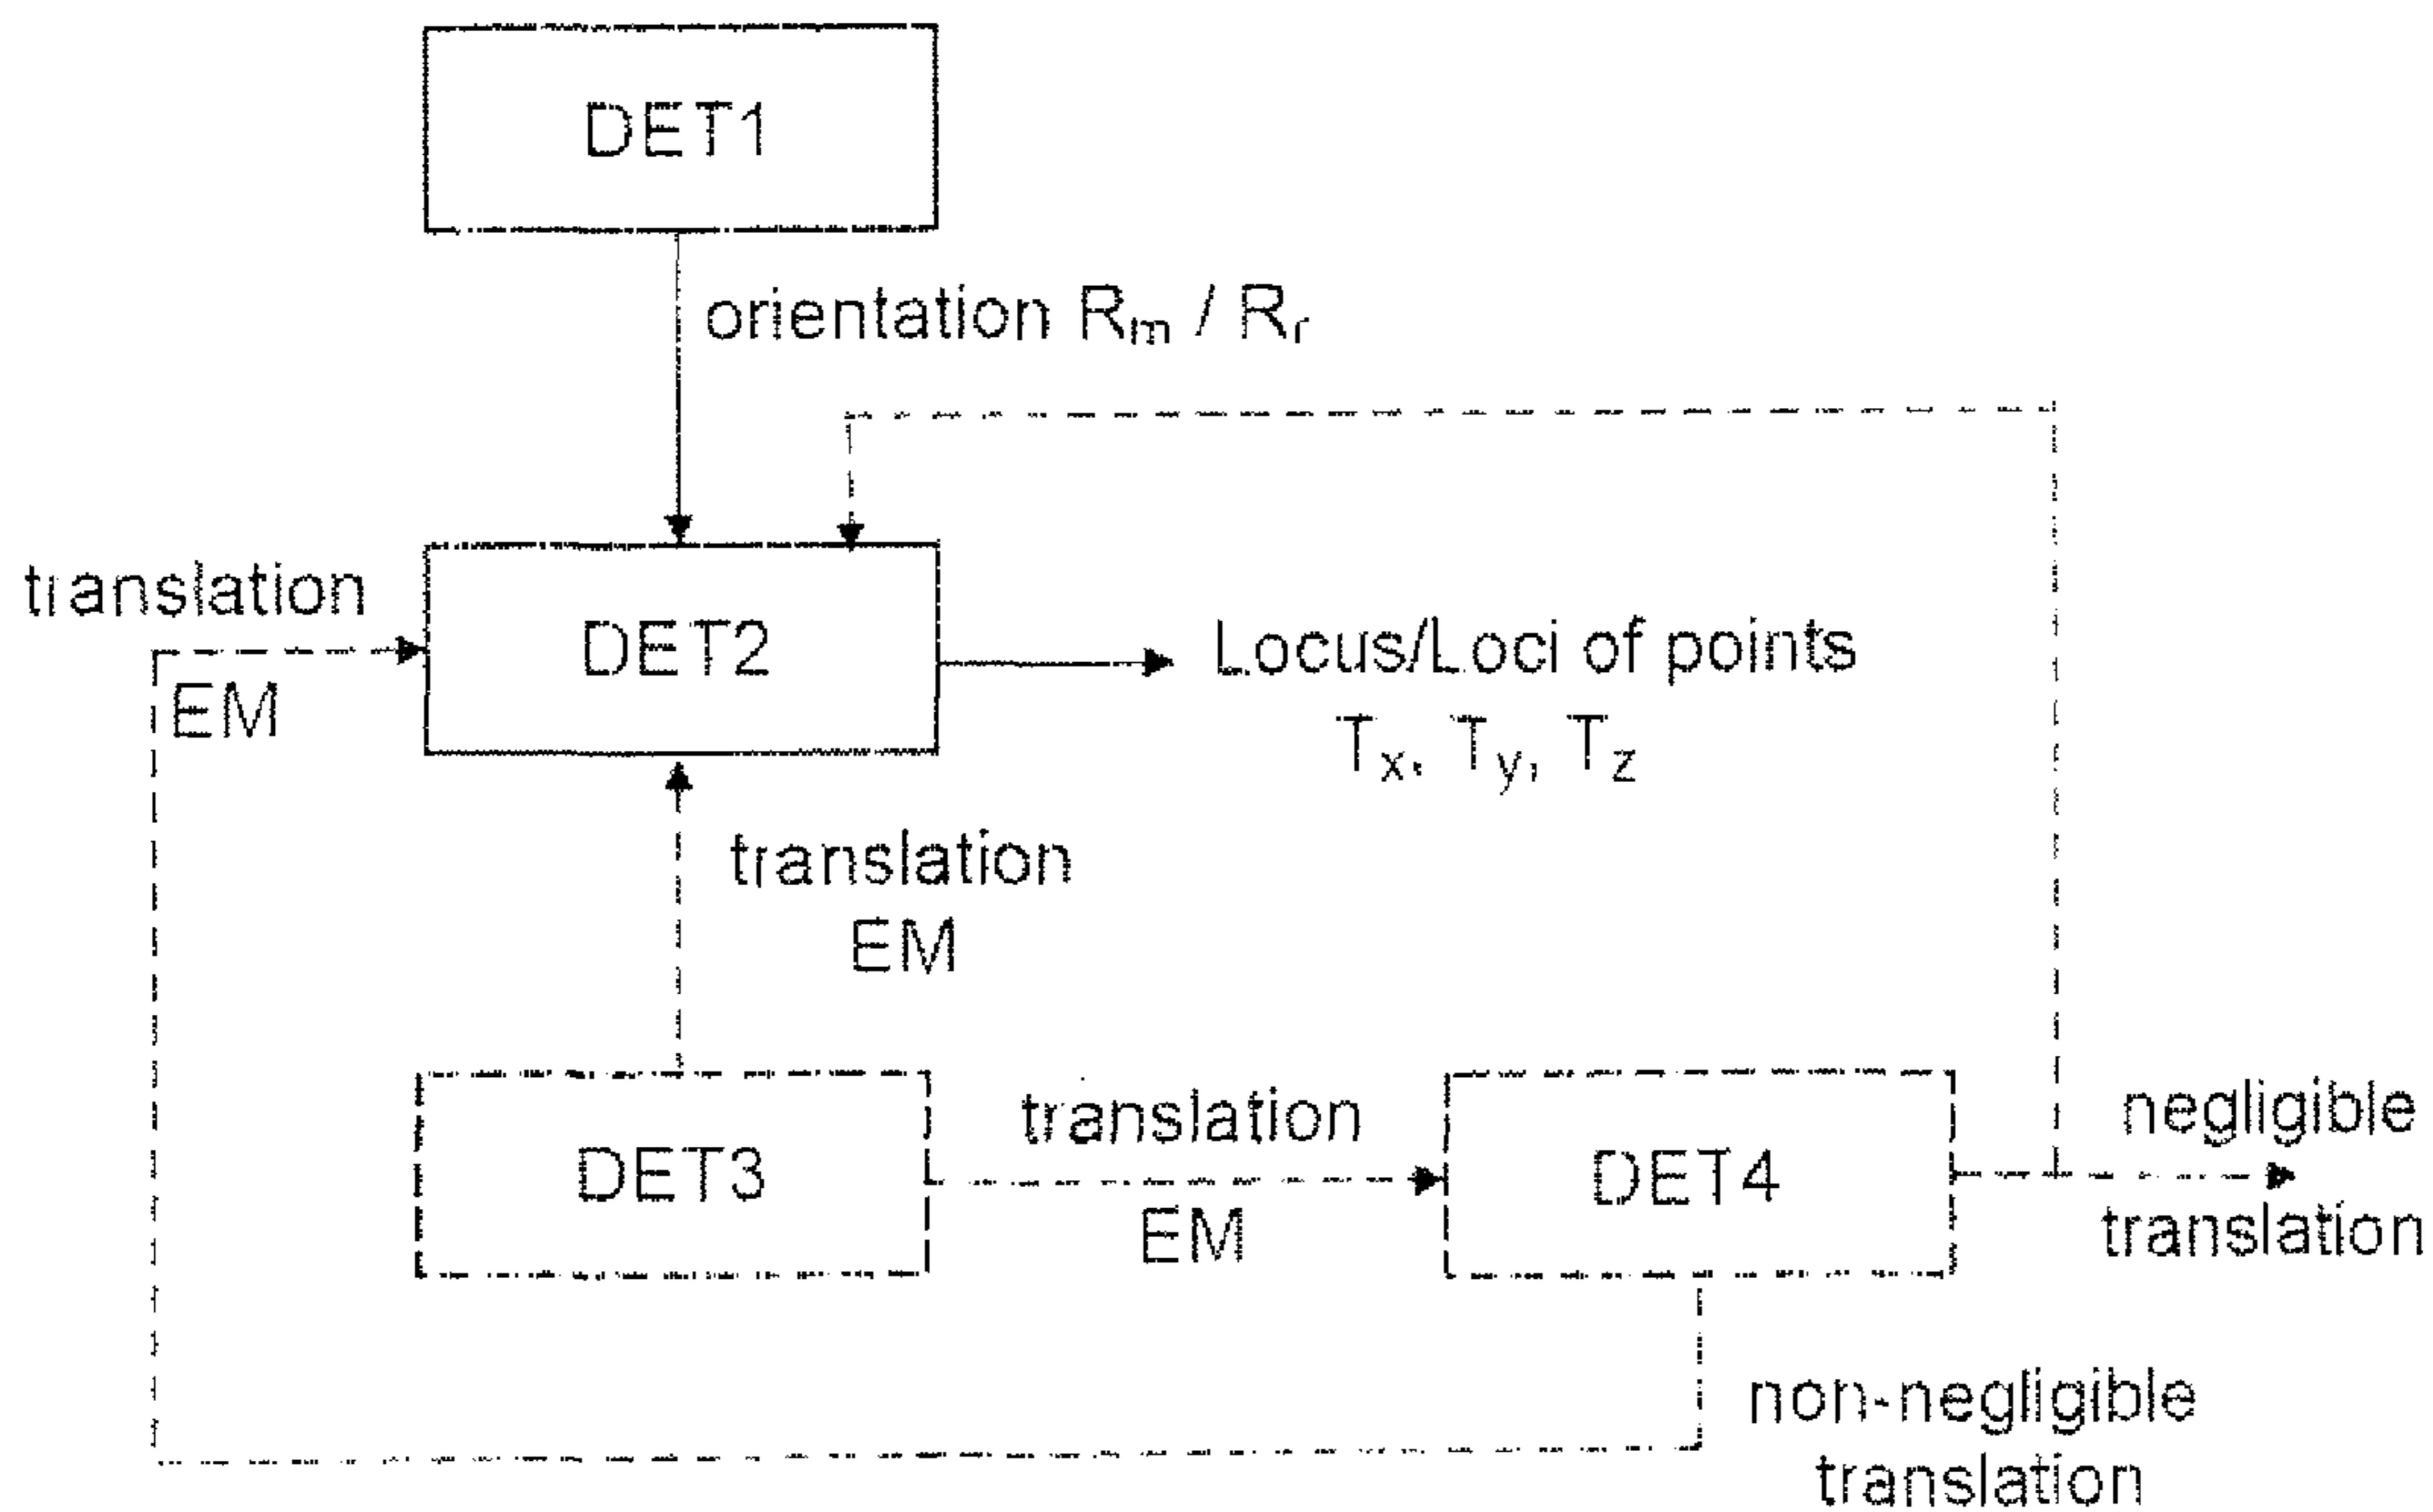 DET1
orientation Rm / Rr
translation
EM
DET2
Locus/Loci of points
Tx, Ty, Tz
translation
EM
DET3
translation
EM
DET4
negligible
translation
non-negligible
translation